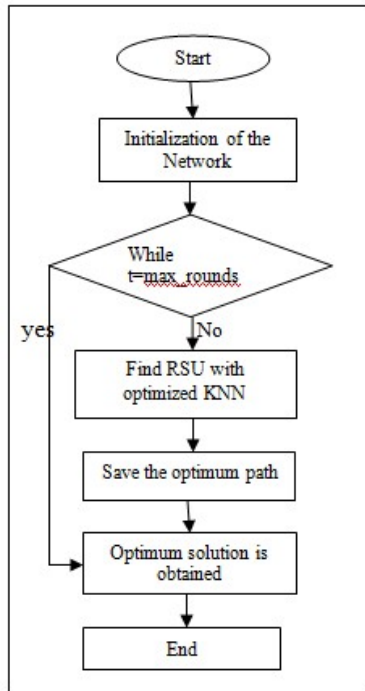 Start
Initialization of the
Network
While
t=max_rounds
yes
No
Find RSU with
optimized KNN
Save the optimum path
Optimum solution is
obtained
End